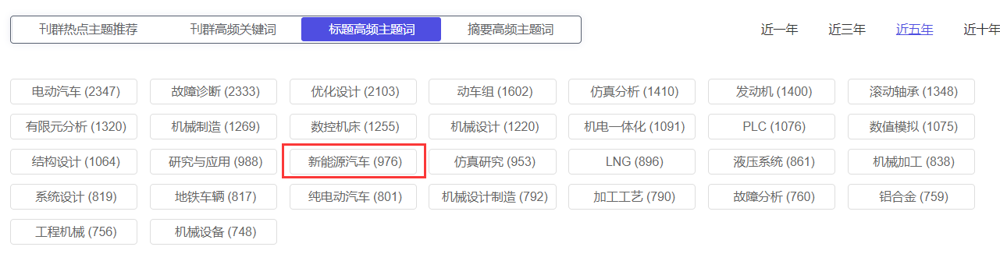 刊群热点主题推荐 刊群高频关键词 标题高频主题词 摘要高频主题词 近一年 近三年 近五年 近十年
电动汽车 (2347) 故障诊断 (2333) 优化设计 (2103) 动车组 (1602) 仿真分析 (1410) 发动机 (1400) 滚动轴承 (1348)
有限元分析 (1320) 机械制造 (1269) 数控机床 (1255) 机械设计 (1220) 机电一体化 (1091) PLC (1076) 数值模拟 (1075)
结构设计 (1064) 研究与应用 (988) 新能源汽车 (976) 仿真研究 (953) LNG (896) 液压系统 (861) 机械加工 (838)
系统设计 (819) 地铁车辆 (817) 纯电动汽车 (801) 机械设计制造 (792) 加工工艺 (790) 故障分析 (760) 铝合金 (759)
工程机械 (756) 机械设备 (748)